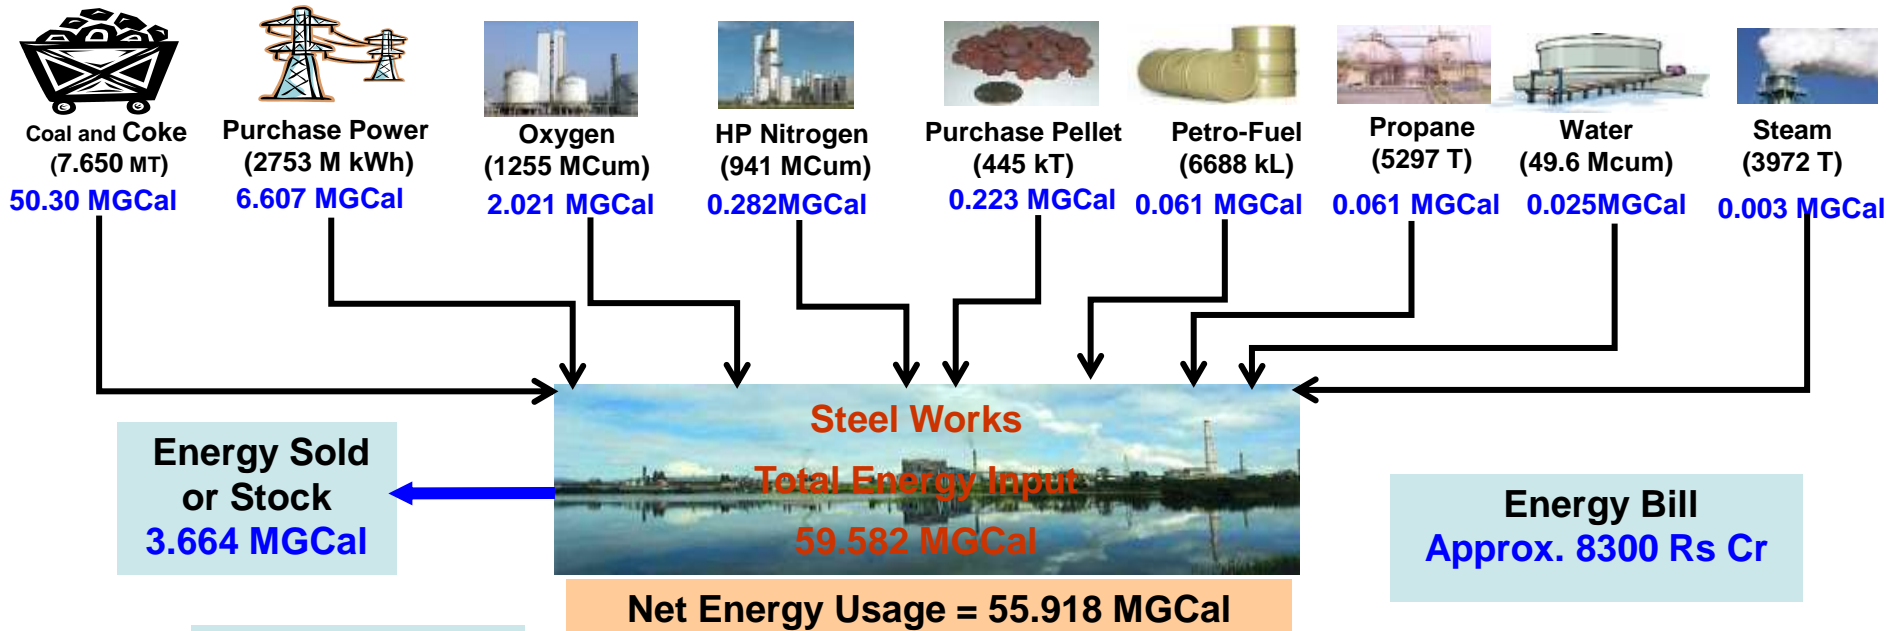 Coal and Coke
(7.650 MT)
50.30 MGCal
Purchase Power
(2753 M kWh)
6.607 MGCal
Oxygen
(1255 MCum)
2.021 MGCal
HP Nitrogen
(941 MCum)
0.282MGCal
Purchase Pellet
(445 kT)
0.223 MGCal
Petro-Fuel
(6688 kL)
0.061 MGCal
Propane
(5297 T)
0.061 MGCal
Water
(49.6 Mcum)
0.025MGCal
Steam
(3972 T)
0.003 MGCal
Steel Works
Total Energy Input
59.582 MGCal
Energy Sold
or Stock
3.664 MGCal
Energy Bill
Approx. 8300 Rs Cr
Net Energy Usage = 55.918 MGCal